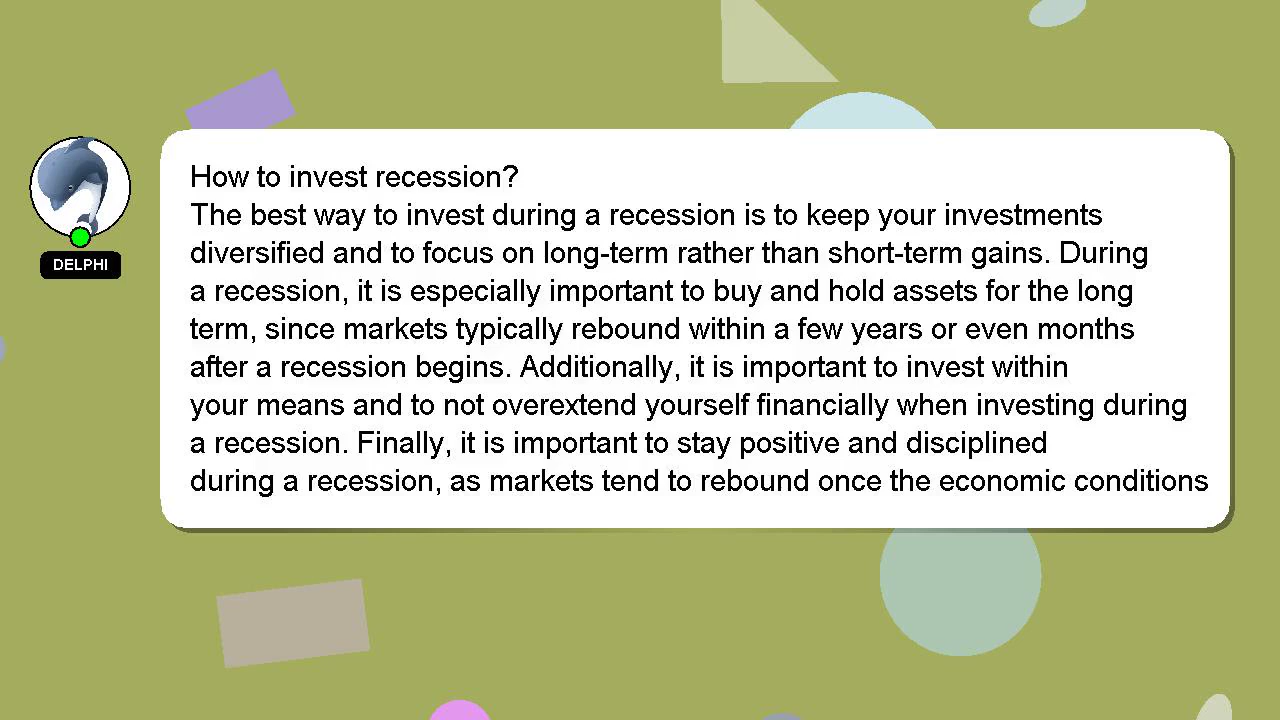 DELPHI
How to invest recession?
The best way to invest during a recession is to keep your investments
diversified and to focus on long-term rather than short-term gains. During
a recession, it is especially important to buy and hold assets for the long
term, since markets typically rebound within a few years or even months
after a recession begins. Additionally, it is important to invest within
your means and to not overextend yourself financially when investing during
a recession. Finally, it is important to stay positive and disciplined
during a recession, as markets tend to rebound once the economic conditions